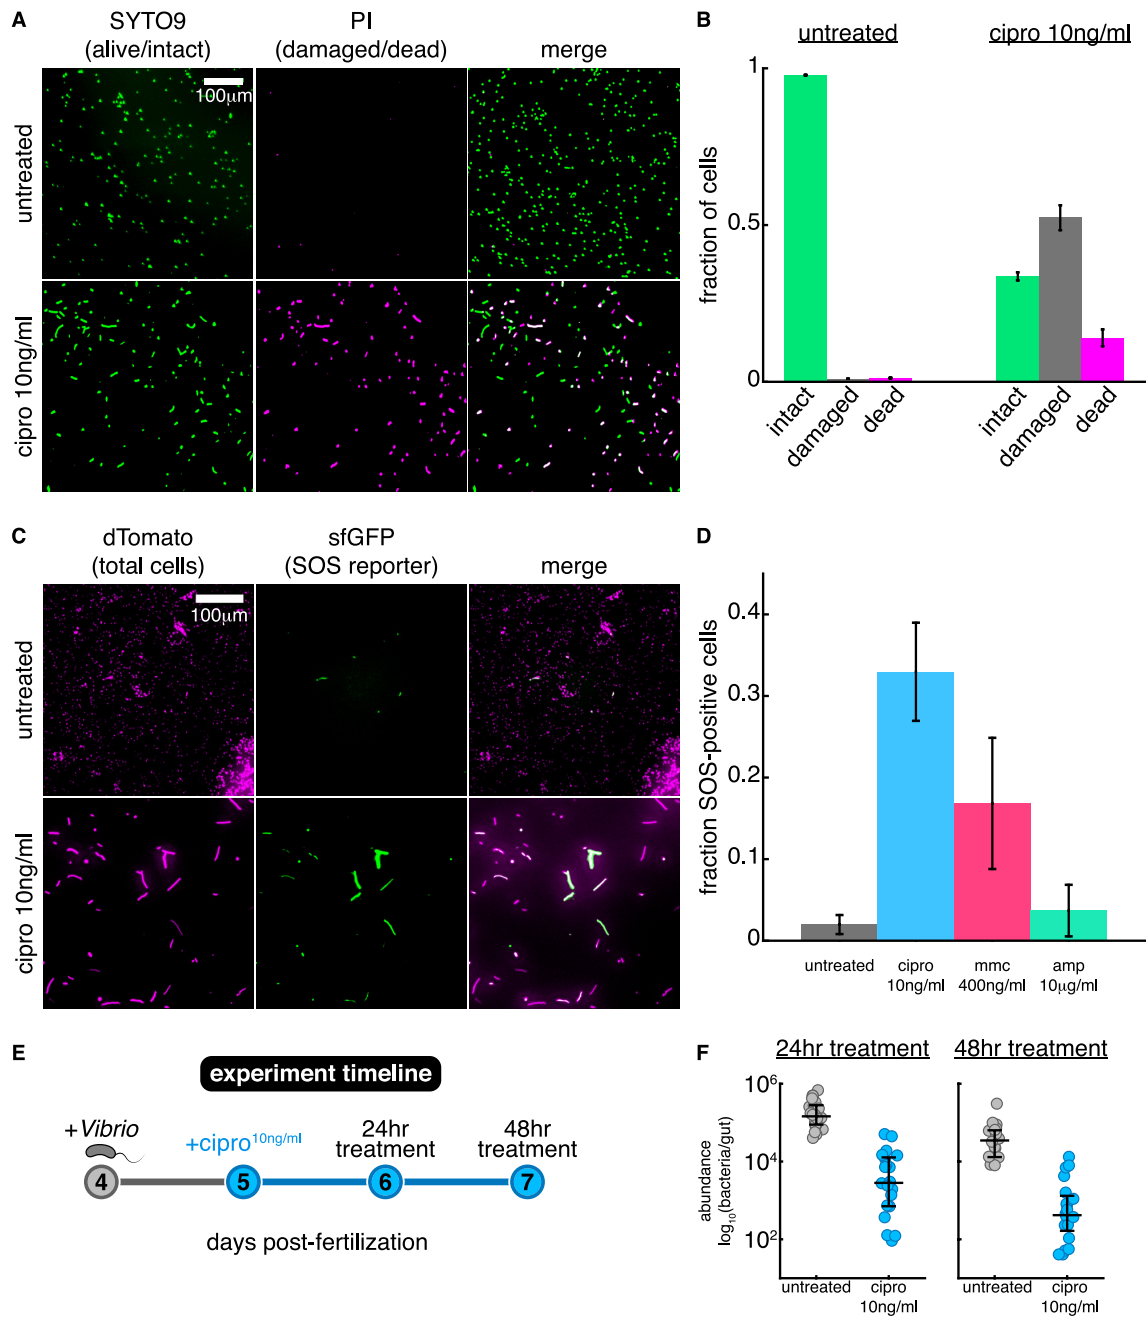 A
SYTO9
(alive/intact)
PI
(damaged/dead)
merge
untreated
100μm
cipro 10ng/ml
B
untreated
cipro 10ng/ml
fraction of cells
1
0.5
0
intact
damaged
dead
intact
damaged
dead
C
dTomato
(total cells)
sfGFP
(SOS reporter)
merge
untreated
100μm
cipro 10ng/ml
D
fraction SOS-positive cells
0.4
0.3
0.2
0.1
0
untreated
cipro
10ng/ml
mmc
400ng/ml
amp
10μg/ml
E
experiment timeline
+Vibrio
+cipro10ng/ml
24hr
treatment
48hr
treatment
4
5
6
7
days post-fertilization
F
24hr treatment
48hr treatment
abundance
log10(bacteria/gut)
10^6
10^4
10^2
untreated
cipro
10ng/ml
untreated
cipro
10ng/ml